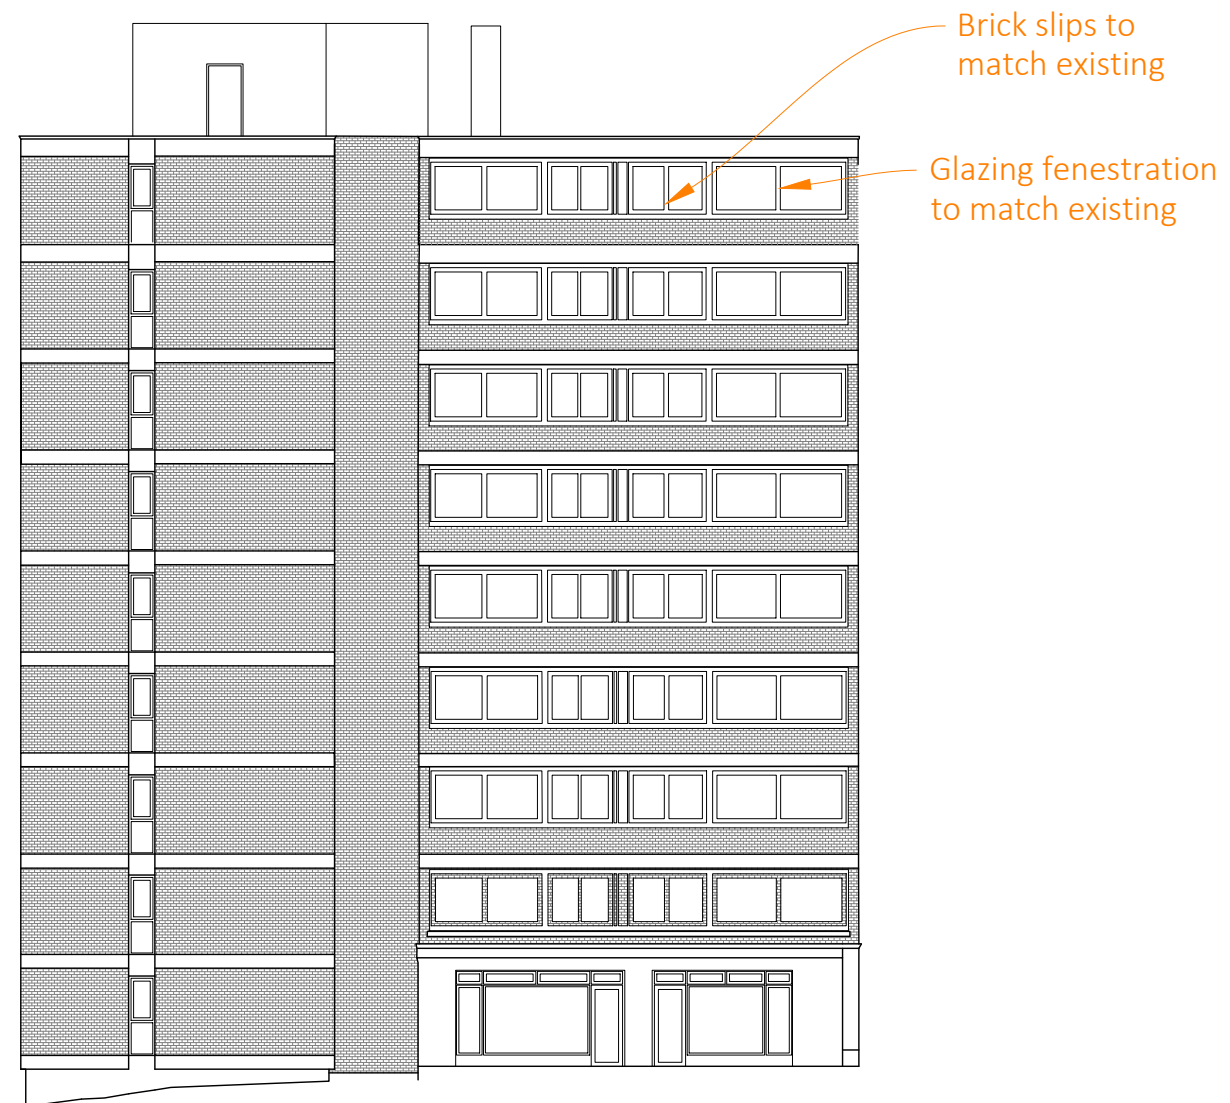 Brick slips to
match existing
Glazing fenestration
to match existing